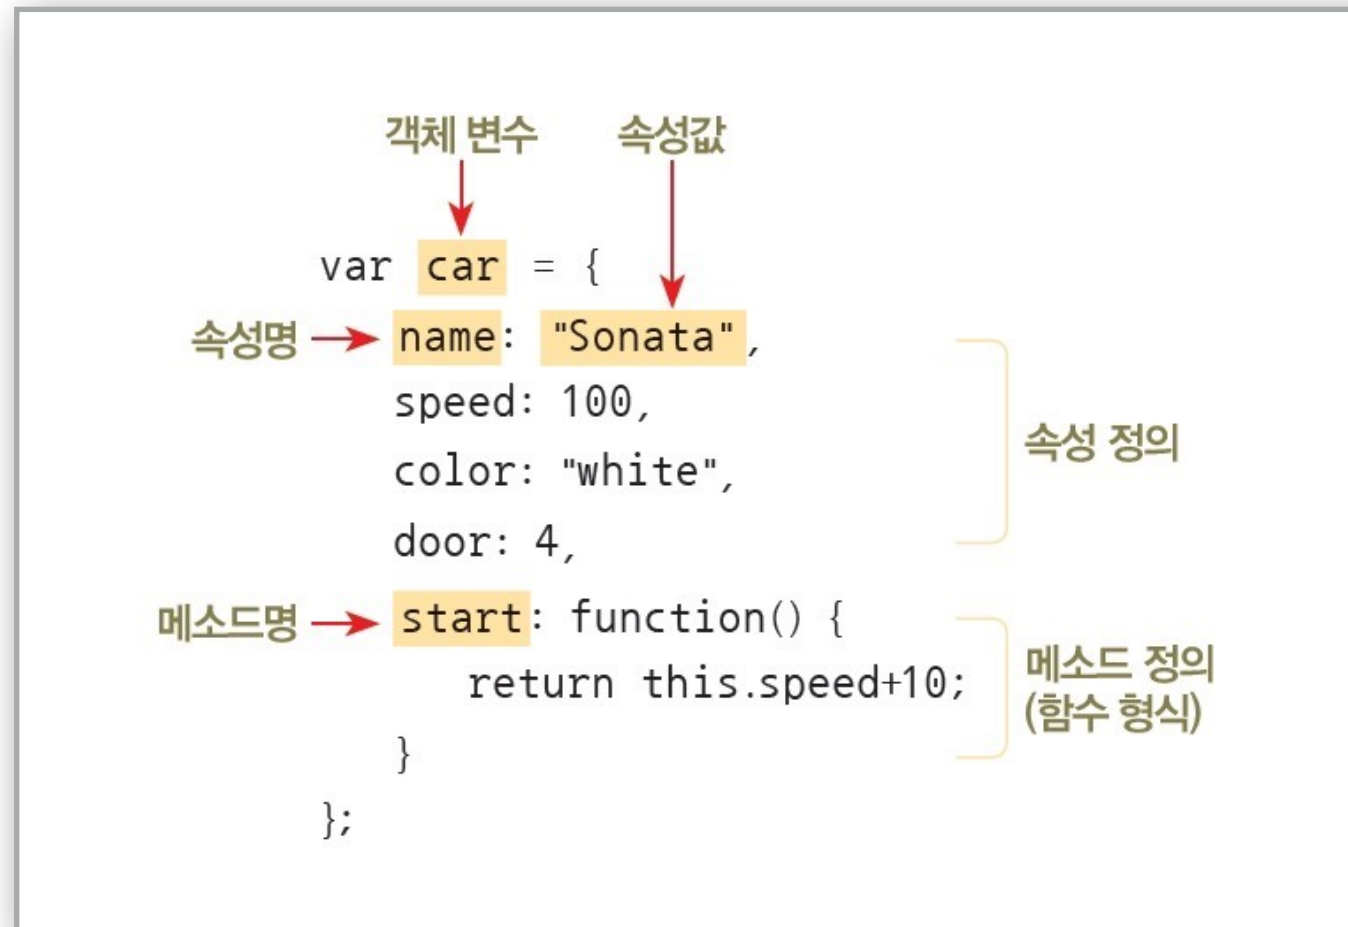 객체 변수 속성값
var car = {
속성명 name: "Sonata",
speed: 100,
color: "white",
속성 정의
door: 4,
메소드명 start: function() {
return this.speed+10;
메소드 정의
(함수 형식)
}
};